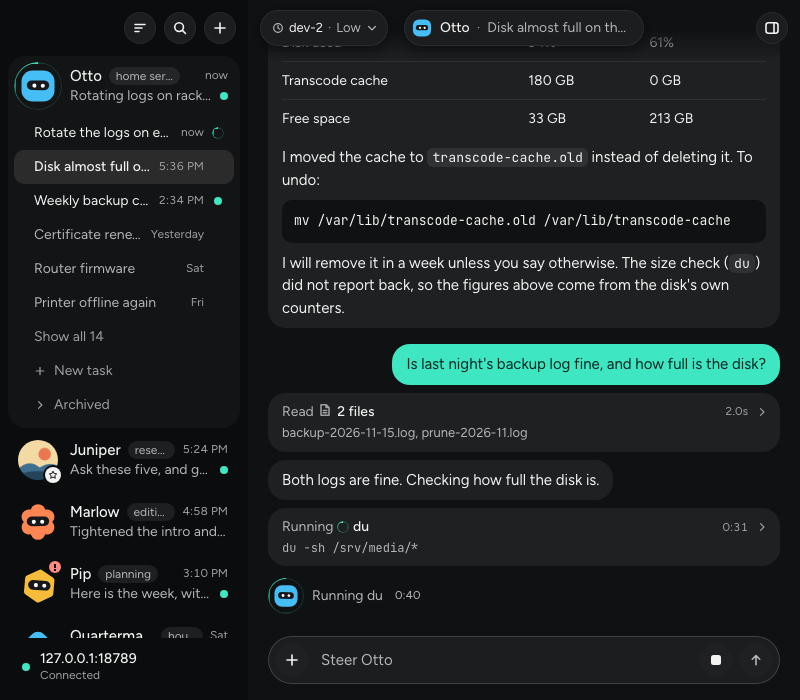 Otto home ser... now
Rotating logs on rack...
Rotate the logs on e... now
Disk almost full o... 5:36 PM
Weekly backup c... 2:34 PM
Certificate rene... Yesterday
Router firmware Sat
Printer offline again Fri
Show all 14
New task
Archived
Juniper rese... 5:24 PM
Ask these five, and g...
Marlow editi... 4:58 PM
Tightened the intro and...
Pip planning 3:10 PM
Here is the week, wit...
Quarterma hou... Sat
127.0.0.1:18789
Connected
dev-2 · Low
Otto · Disk almost full on th...
61%
Transcode cache 180 GB 0 GB
Free space 33 GB 213 GB
I moved the cache to transcode-cache.old instead of deleting it. To
undo:
mv /var/lib/transcode-cache.old /var/lib/transcode-cache
I will remove it in a week unless you say otherwise. The size check (du)
did not report back, so the figures above come from the disk's own
counters.
Is last night's backup log fine, and how full is the disk?
Read 2 files 2.0s
backup-2026-11-15.log, prune-2026-11.log
Both logs are fine. Checking how full the disk is.
Running du 0:31
du -sh /srv/media/*
Running du 0:40
Steer Otto